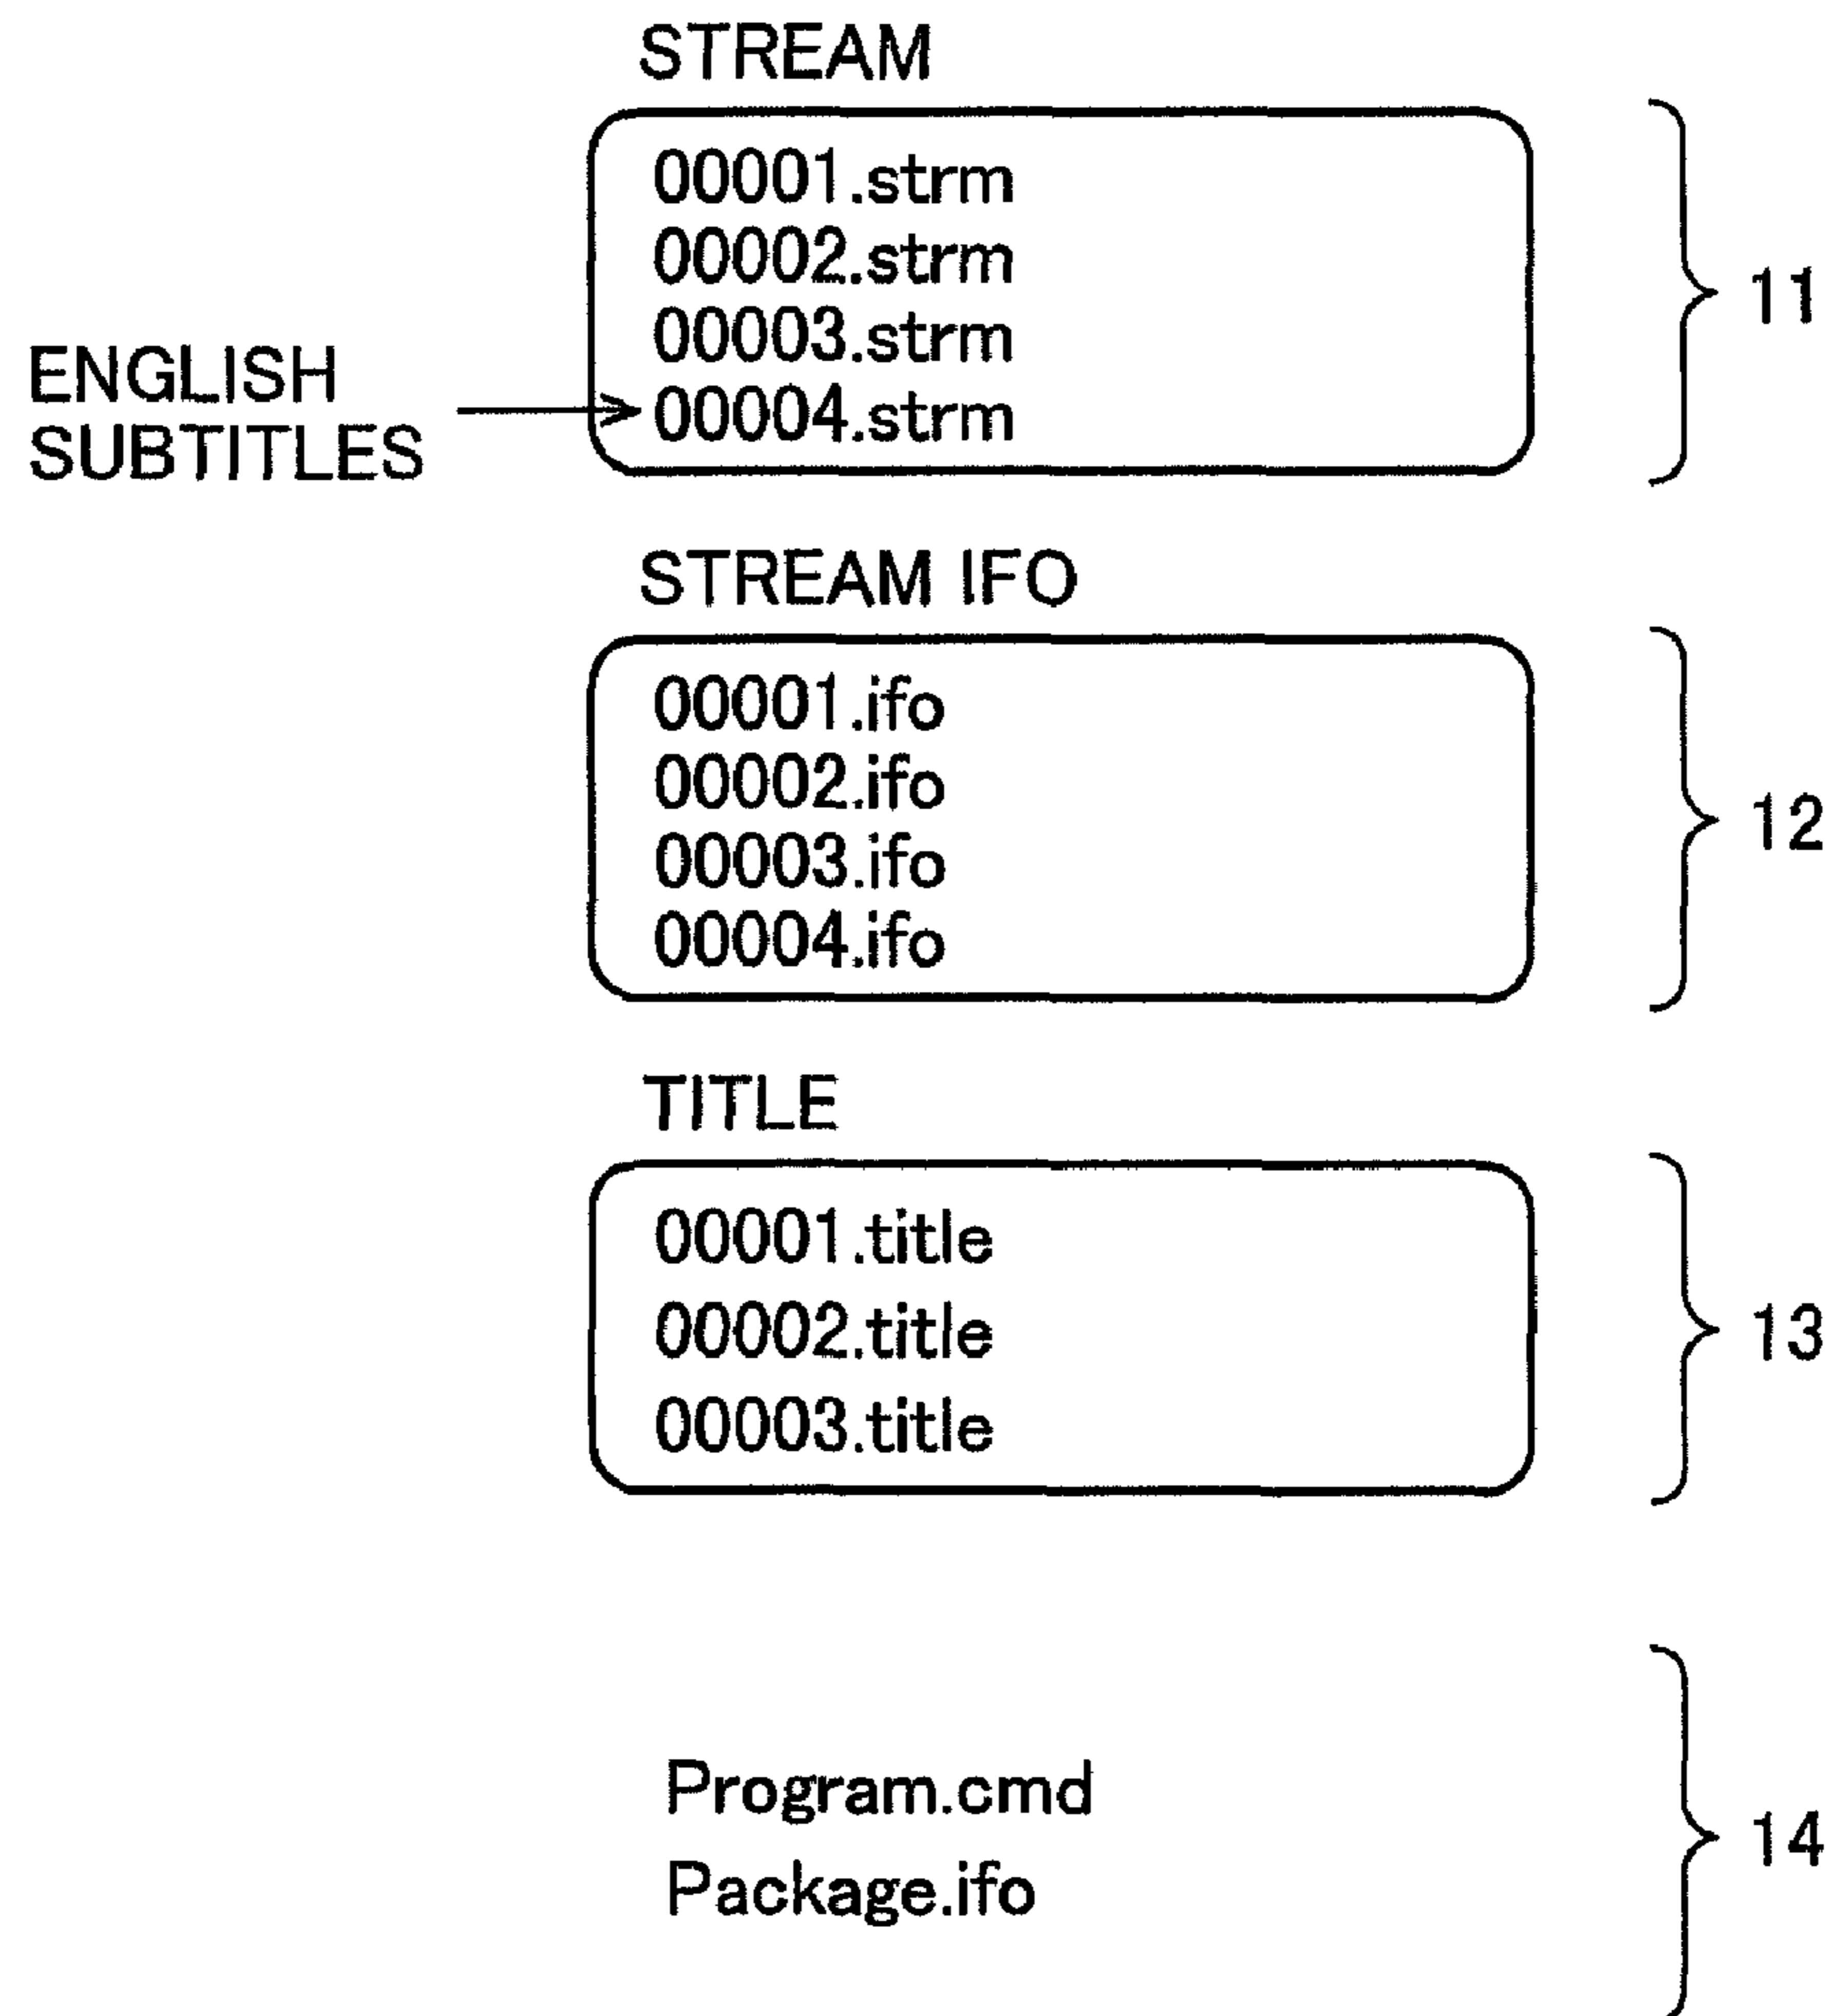 STREAM
00001.strm
00002.strm
00003.strm
00004.strm
11
ENGLISH
SUBTITLES
STREAM IFO
00001.ifo
00002.ifo
00003.ifo
00004.ifo
12
TITLE
00001.title
00002.title
00003.title
13
Program.cmd
Package.ifo
14